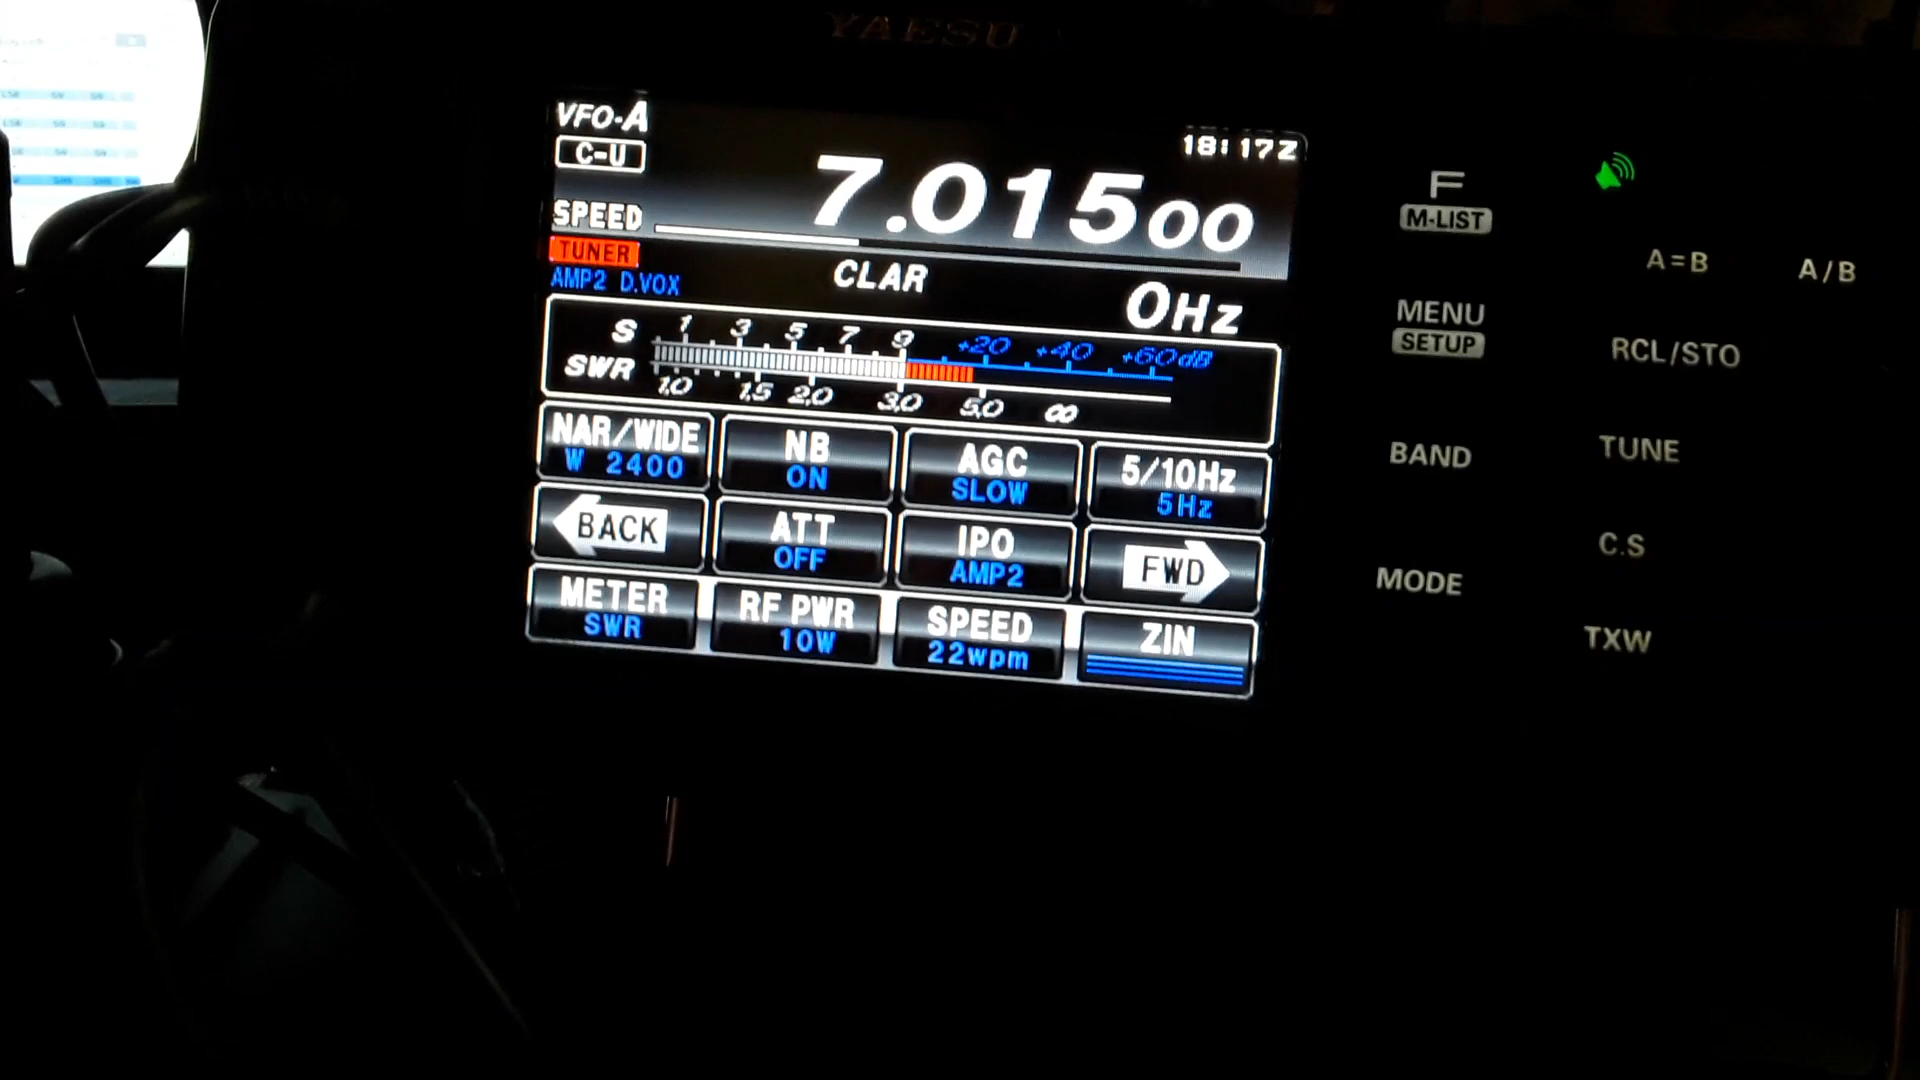 YAESU
VFO-A
18:17Z
C-U
7.01500
SPEED
TUNER
AMP2 D.VOX
CLAR
0Hz
S 1 3 5 7 9 +20 +40 +60dB
SWR 1.0 1.5 2.0 3.0 5.0 ∞
NAR/WIDE NB AGC 5/10Hz
W 2400 ON SLOW 5Hz
BACK ATT IPO FWD
OFF AMP2
METER RF PWR SPEED ZIN
SWR 10W 22wpm
F
M-LIST
A=B A/B
MENU
SETUP
RCL/STO
BAND
TUNE
C.S
MODE
TXW